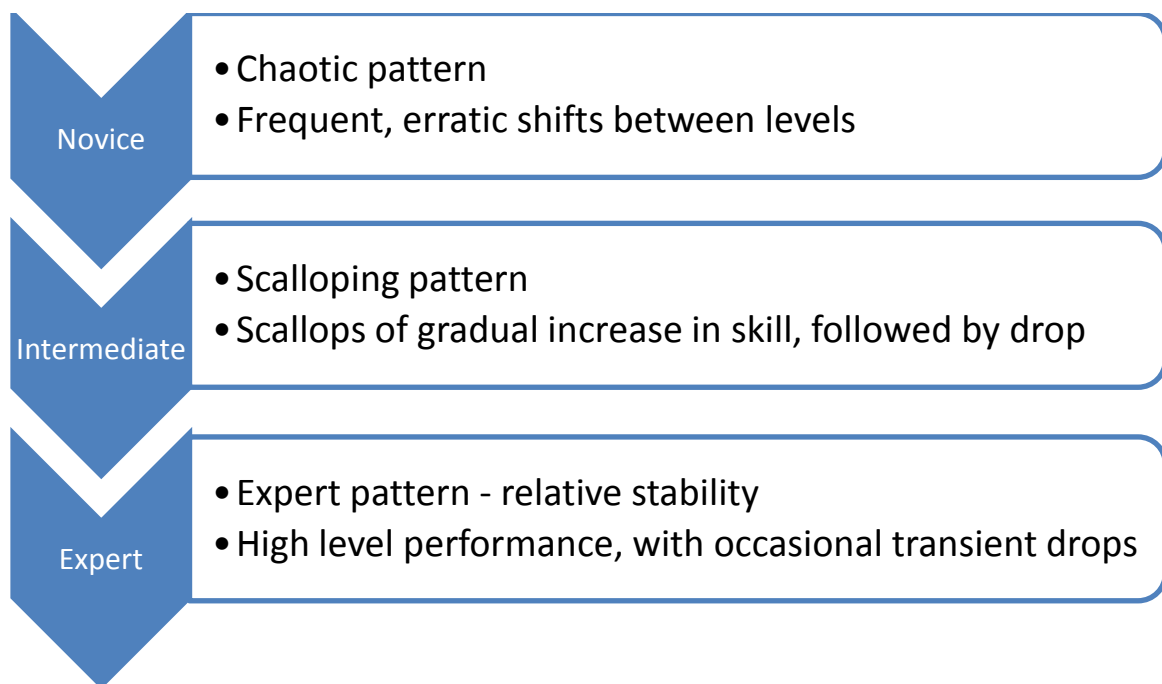 Novice
• Chaotic pattern
• Frequent, erratic shifts between levels
Intermediate
• Scalloping pattern
• Scallops of gradual increase in skill, followed by drop
Expert
• Expert pattern - relative stability
• High level performance, with occasional transient drops